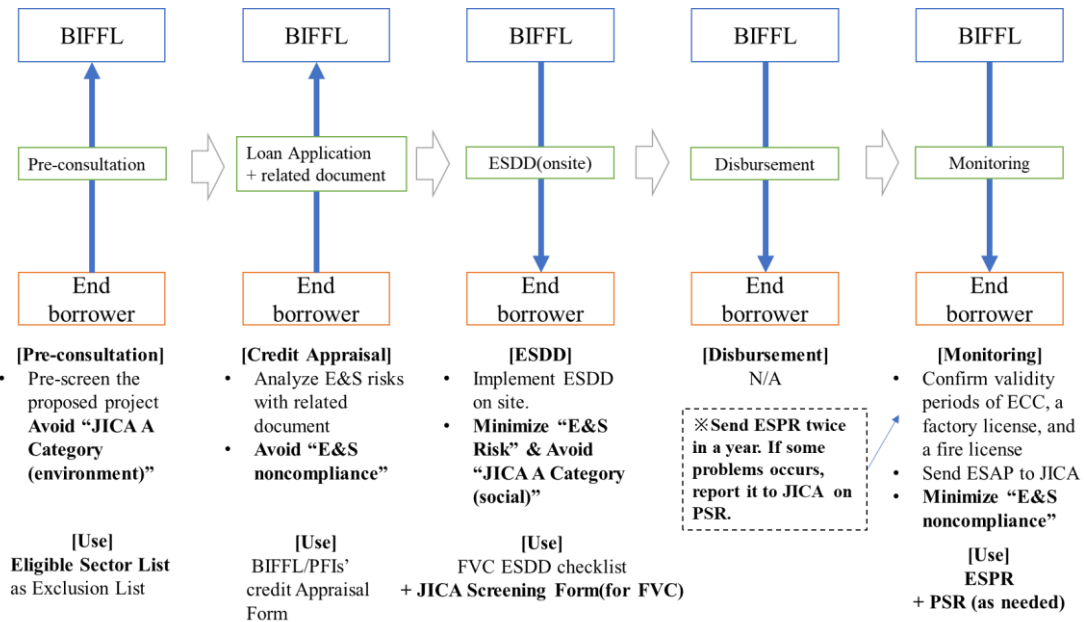 BIFFL
BIFFL
BIFFL
BIFFL
BIFFL
Pre-consultation
Loan Application
+ related document
ESDD(onsite)
Disbursement
Monitoring
End
borrower
End
borrower
End
borrower
End
borrower
End
borrower
[Pre-consultation]
• Pre-screen the
proposed project
Avoid “JICA A
Category
(environment)”
[Use]
Eligible Sector List
as Exclusion List
[Credit Appraisal]
• Analyze E&S risks
with related
document
• Avoid “E&S
noncompliance”
[Use]
BIFFL/PFIs’
credit Appraisal
Form
[ESDD]
• Implement ESDD
on site.
• Minimize “E&S
Risk” & Avoid
“JICA A Category
(social)”
[Use]
FVC ESDD checklist
+ JICA Screening Form(for FVC)
[Disbursement]
N/A
※Send ESPR twice
in a year. If some
problems occurs,
report it to JICA on
PSR.
[Monitoring]
• Confirm validity
periods of ECC, a
factory license, and
a fire license
• Send ESAP to JICA
• Minimize “E&S
noncompliance”
[Use]
ESPR
+ PSR (as needed)